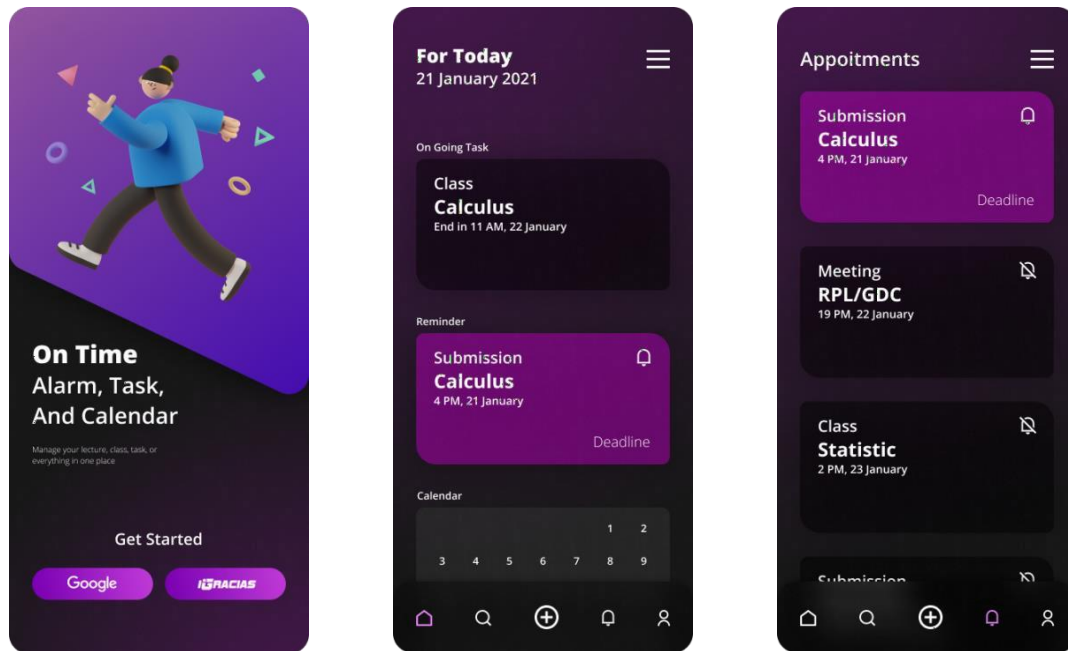 On Time
Alarm, Task,
And Calendar
Manage your lecture, class, task, or
everything in one place
Get Started
Google
iGRACIAS
For Today
21 January 2021
On Going Task
Class
Calculus
End in 11 AM, 22 January
Reminder
Submission
Calculus
4 PM, 21 January
Deadline
Calendar
1 2
3 4 5 6 7 8 9
Appoitments
Submission
Calculus
4 PM, 21 January
Deadline
Meeting
RPL/GDC
19 PM, 22 January
Class
Statistic
2 PM, 23 January
Submission